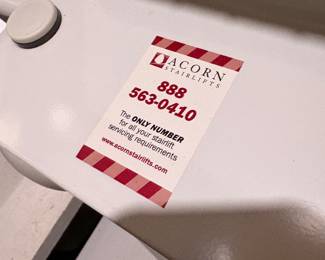 ACORN
STAIRLIFTS
888
563-0410
The ONLY NUMBER
for all your stairlift
servicing requirements
www.acornstairlifts.com